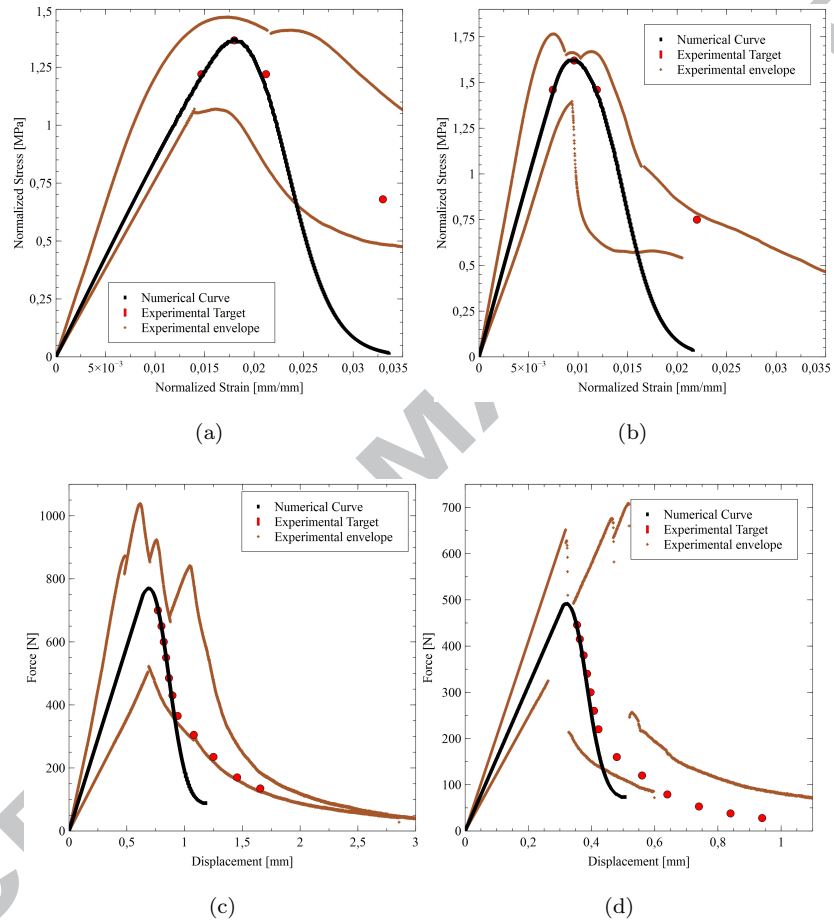 1,5
1,25
1
0,75
0,5
0,25
0
Normalized Stress [MPa]
Numerical Curve
Experimental Target
Experimental envelope
0 5×10⁻³ 0,01 0,015 0,02 0,025 0,03 0,035
Normalized Strain [mm/mm]
(a)
1,75
1,5
1,25
1
0,75
0,5
0,25
0
Normalized Stress [MPa]
Numerical Curve
Experimental Target
Experimental envelope
0 5×10⁻³ 0,01 0,015 0,02 0,025 0,03 0,035
Normalized Strain [mm/mm]
(b)
1000
800
600
400
200
0
Force [N]
Numerical Curve
Experimental Target
Experimental envelope
0 0,5 1 1,5 2 2,5 3
Displacement [mm]
(c)
700
600
500
400
300
200
100
0
Force [N]
Numerical Curve
Experimental Target
Experimental envelope
0 0,2 0,4 0,6 0,8 1
Displacement [mm]
(d)